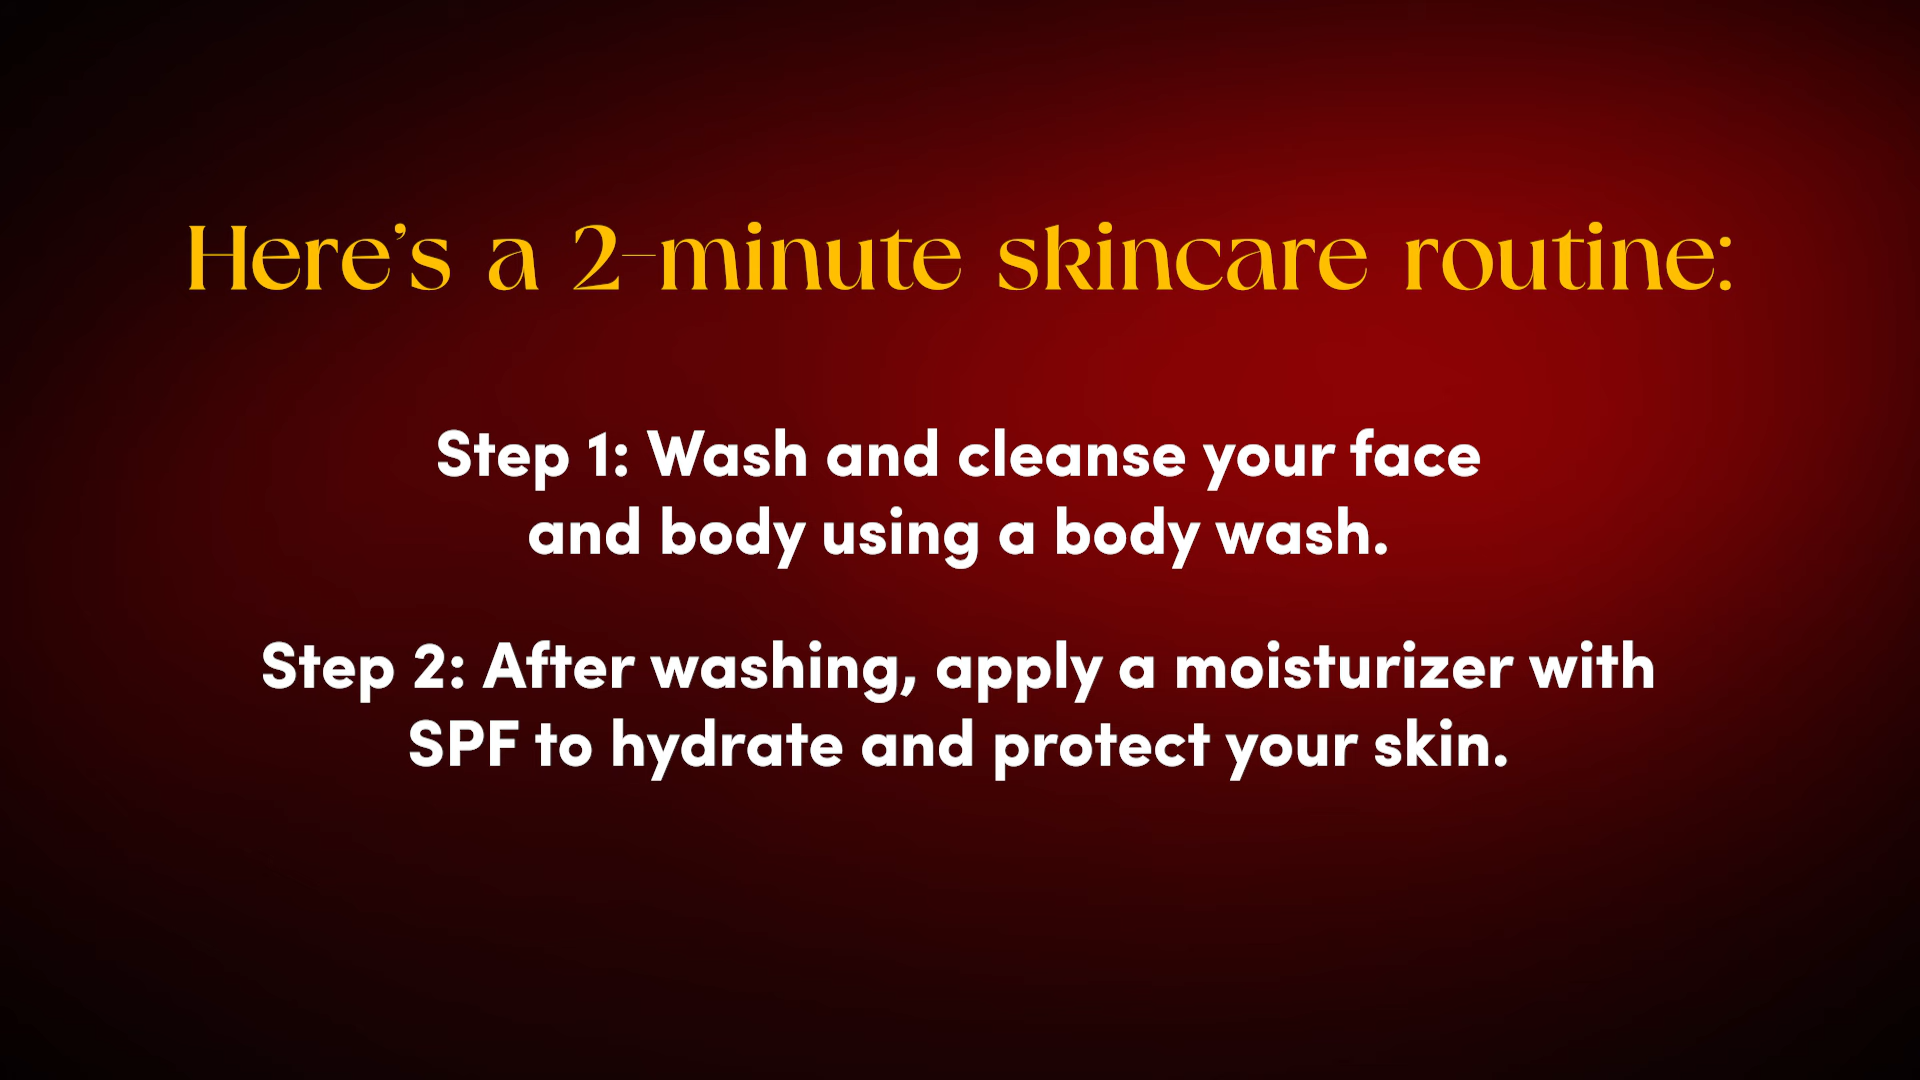 Here’s a 2-minute skincare routine:
Step 1: Wash and cleanse your face
and body using a body wash.
Step 2: After washing, apply a moisturizer with
SPF to hydrate and protect your skin.